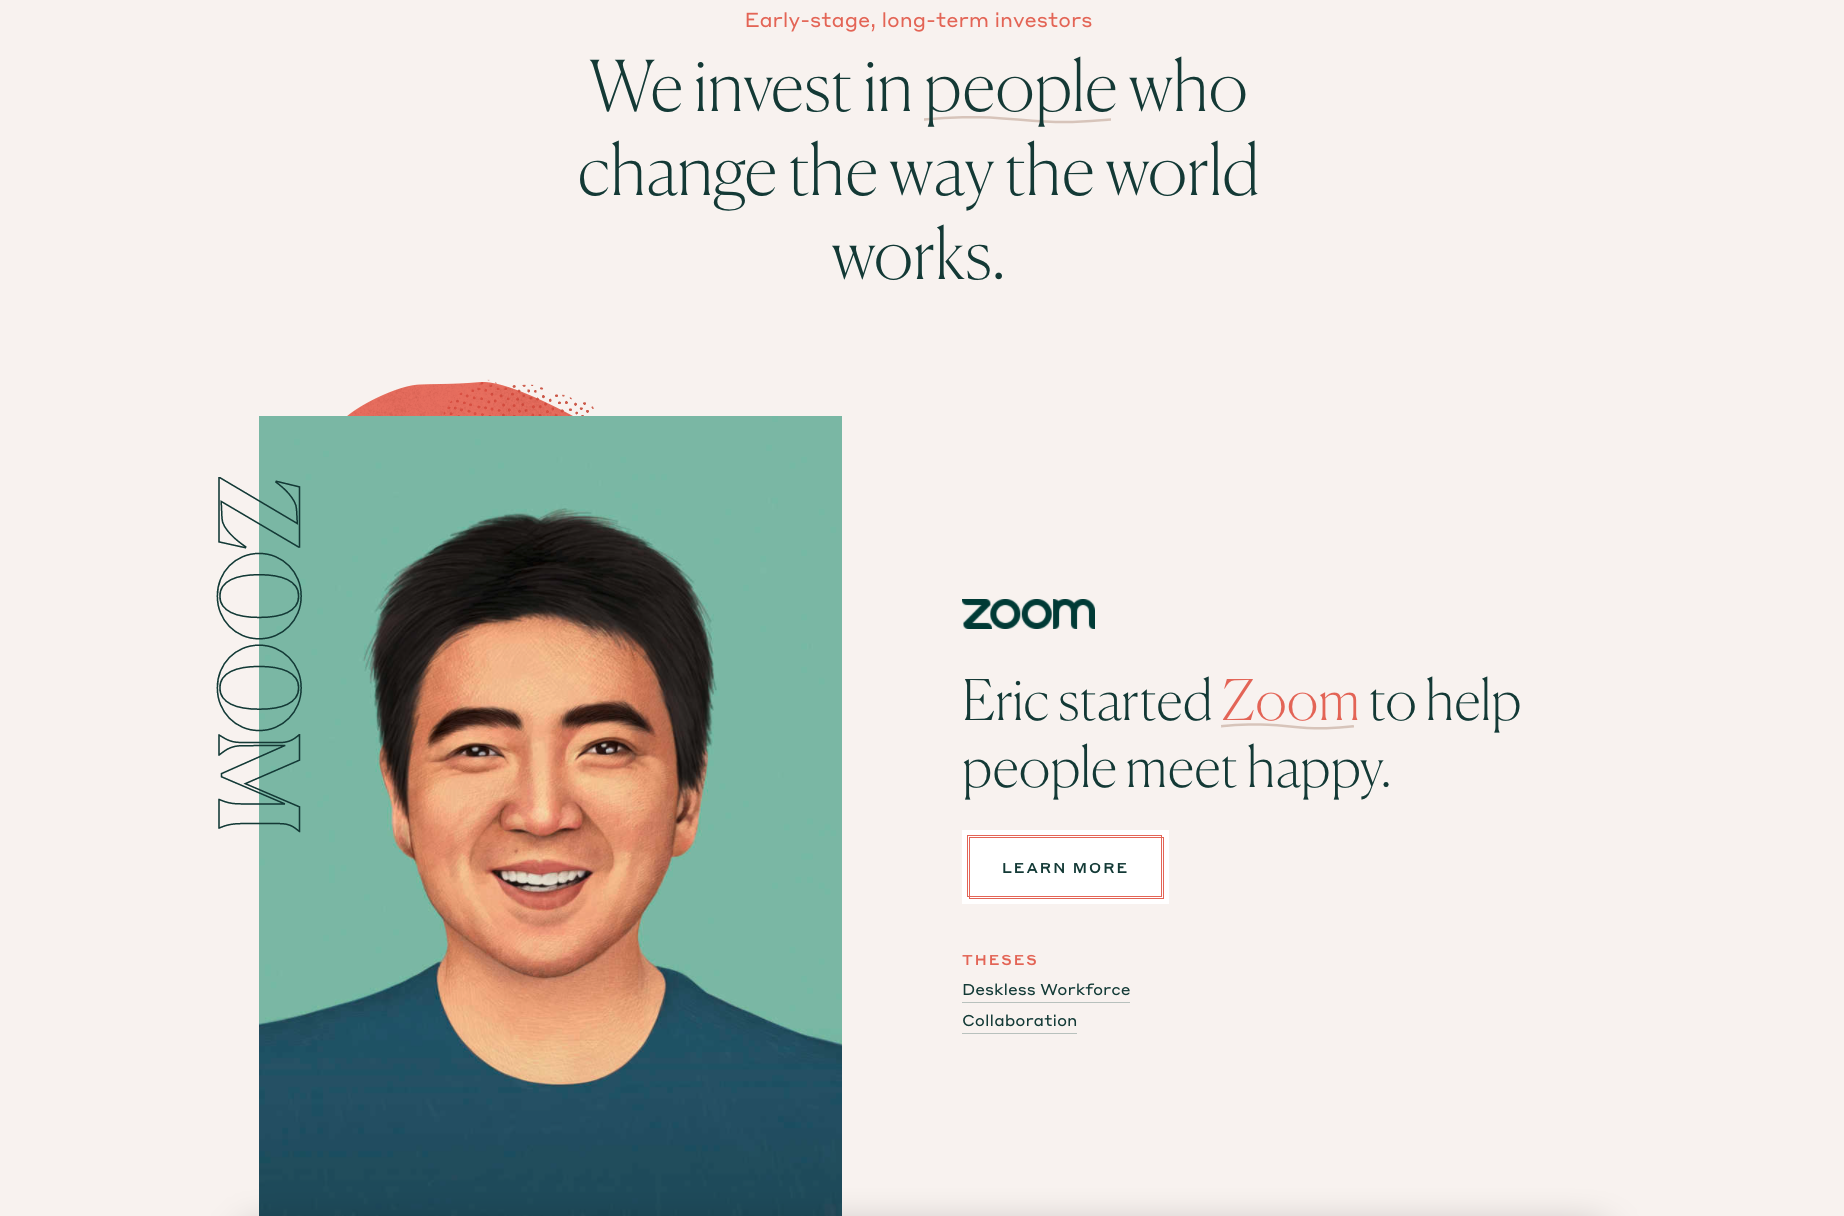 Early-stage, long-term investors
We invest in people who
change the way the world
works.
ZOOM
zoom
Eric started Zoom to help
people meet happy.
LEARN MORE
THESES
Deskless Workforce
Collaboration